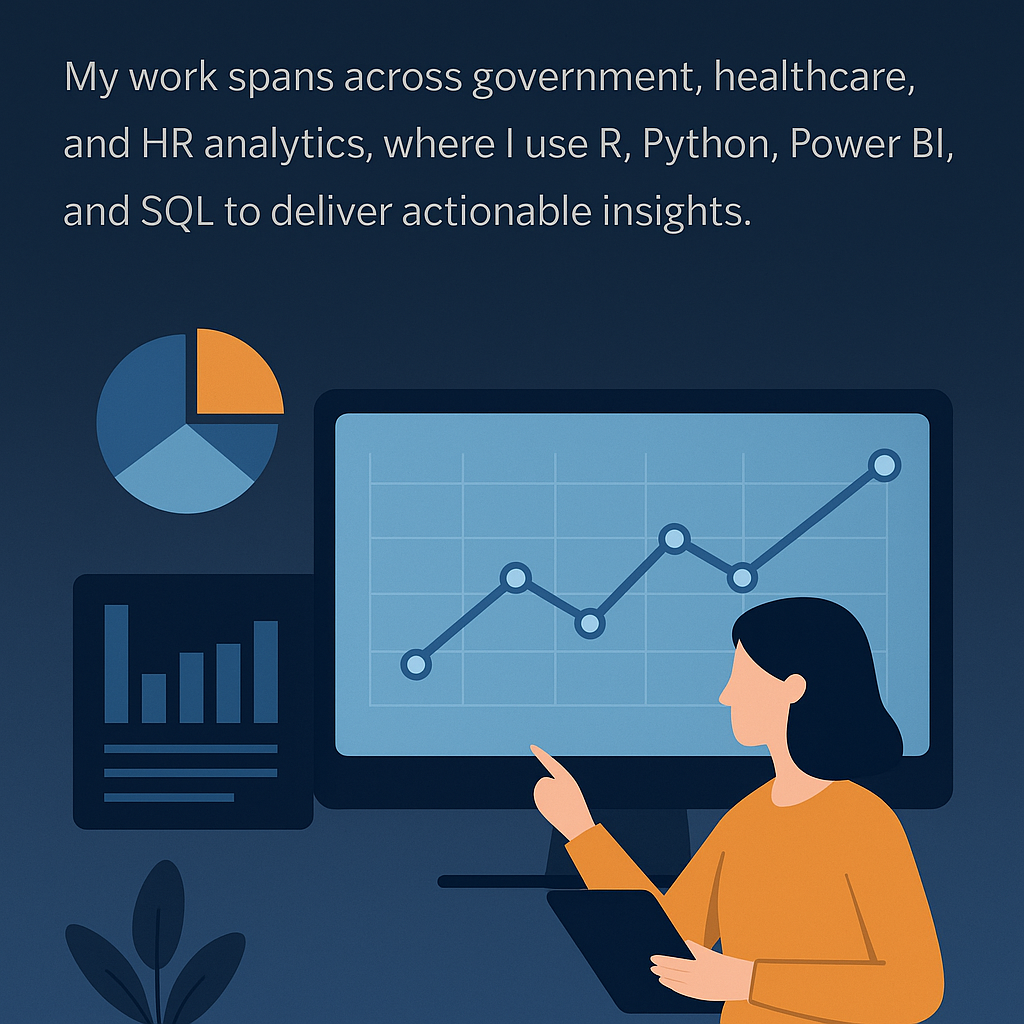 My work spans across government, healthcare,
and HR analytics, where I use R, Python, Power BI,
and SQL to deliver actionable insights.